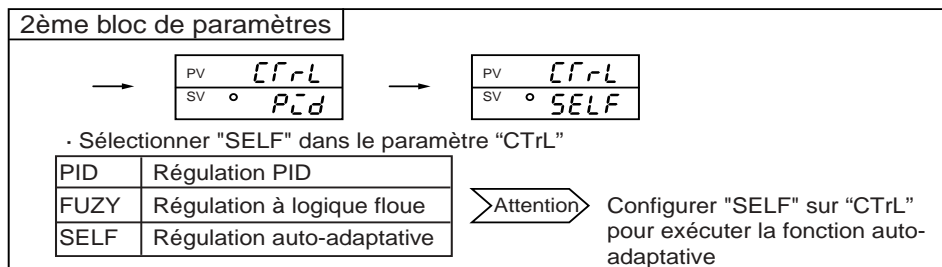 2ème bloc de paramètres
PV CTrL
SV PID
PV CTrL
SV SELF
· Sélectionner "SELF" dans le paramètre “CTrL”
PID Régulation PID
FUZY Régulation à logique floue
SELF Régulation auto-adaptative
Attention
Configurer "SELF" sur “CTrL”
pour exécuter la fonction auto-
adaptative